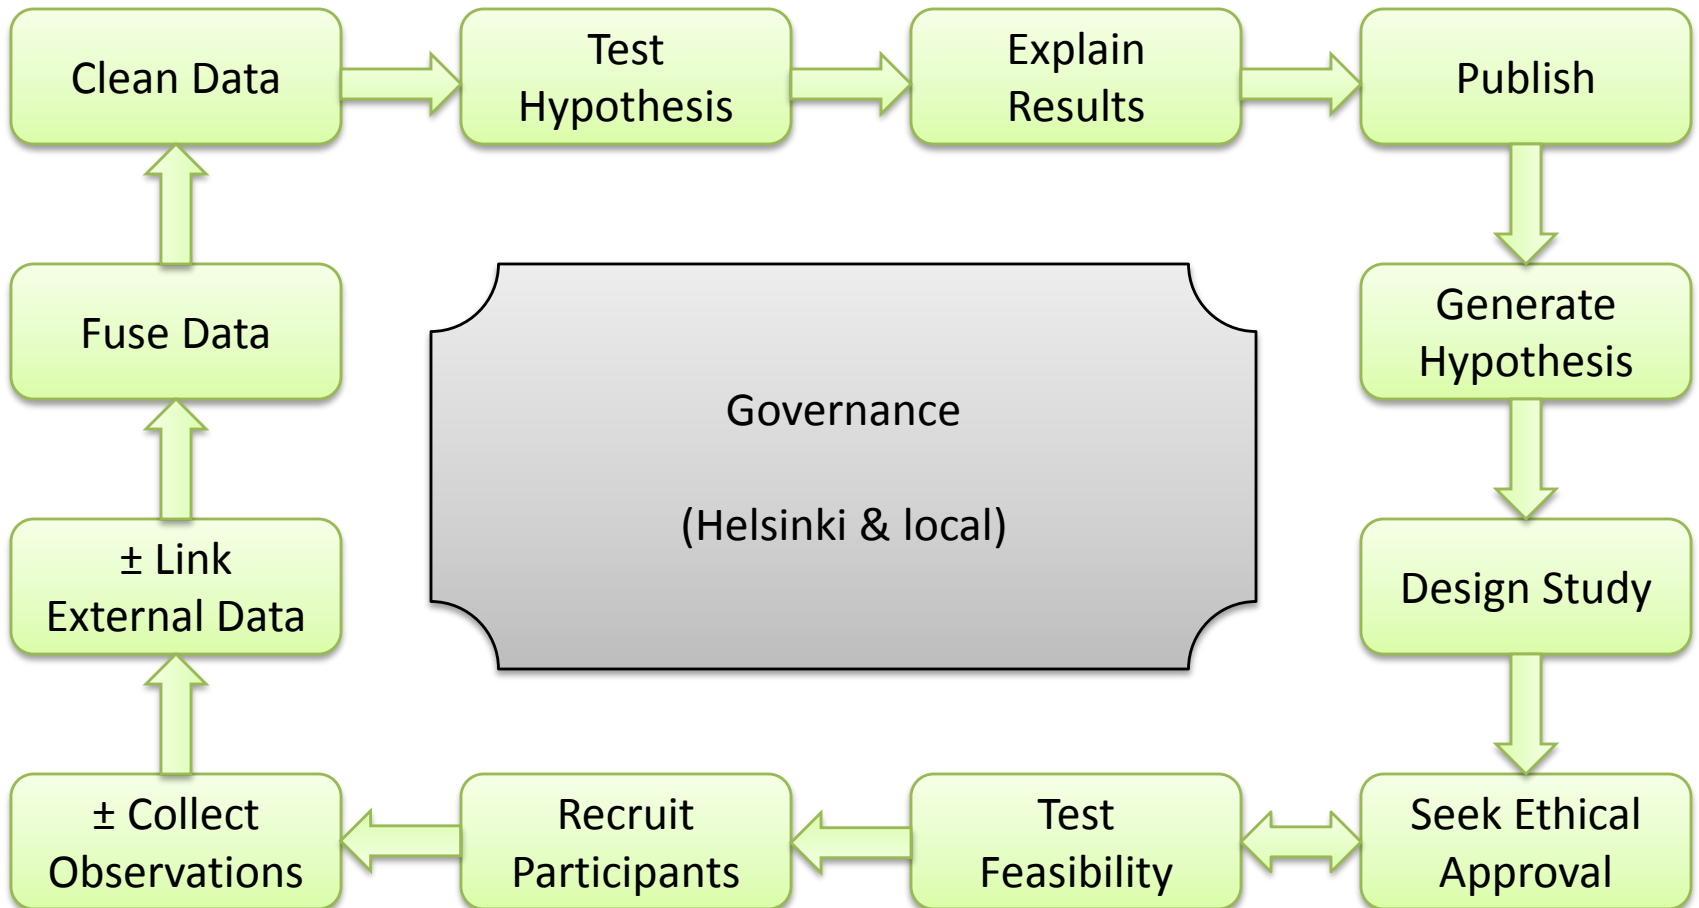 Clean Data
Test
Hypothesis
Explain
Results
Publish
Fuse Data
Governance
(Helsinki & local)
Generate
Hypothesis
± Link
External Data
Design Study
± Collect
Observations
Recruit
Participants
Test
Feasibility
Seek Ethical
Approval